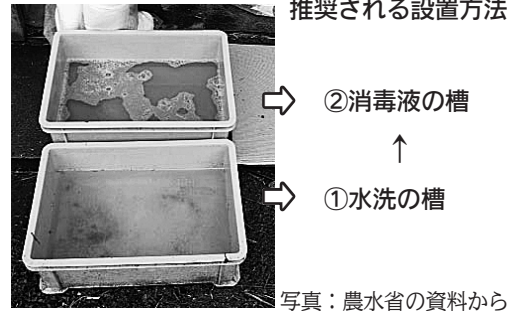 推奨される設置方法
②消毒液の槽
↑
①水洗の槽
写真：農水省の資料から